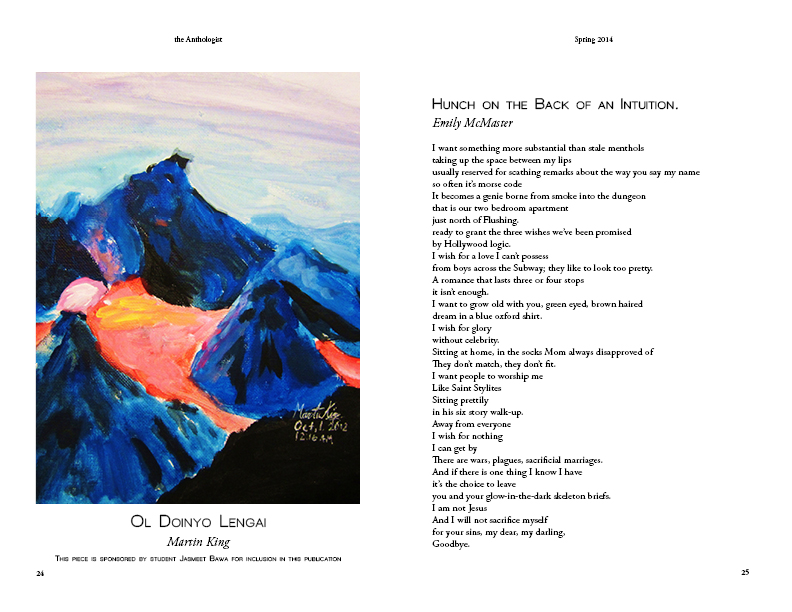 the Anthologist
Martin King
Oct, 1. 2012
12:16 AM
Ol Doinyo Lengai
Martin King
This piece is sponsored by student Jasmeet Bawa for inclusion in this publication
24
Spring 2014
Hunch on the Back of an Intuition.
Emily McMaster
I want something more substantial than stale menthols
taking up the space between my lips
usually reserved for scathing remarks about the way you say my name
so often it's morse code
It becomes a genie borne from smoke into the dungeon
that is our two bedroom apartment
just north of Flushing.
ready to grant the three wishes we've been promised
by Hollywood logic.
I wish for a love I can't possess
from boys across the Subway; they like to look too pretty.
A romance that lasts three or four stops
it isn't enough.
I want to grow old with you, green eyed, brown haired
dream in a blue oxford shirt.
I wish for glory
without celebrity.
Sitting at home, in the socks Mom always disapproved of
They don't match, they don't fit.
I want people to worship me
Like Saint Stylites
Sitting prettily
in his six story walk-up.
Away from everyone
I wish for nothing
I can get by
There are wars, plagues, sacrificial marriages.
And if there is one thing I know I have
it's the choice to leave
you and your glow-in-the-dark skeleton briefs.
I am not Jesus
And I will not sacrifice myself
for your sins, my dear, my darling,
Goodbye.
25